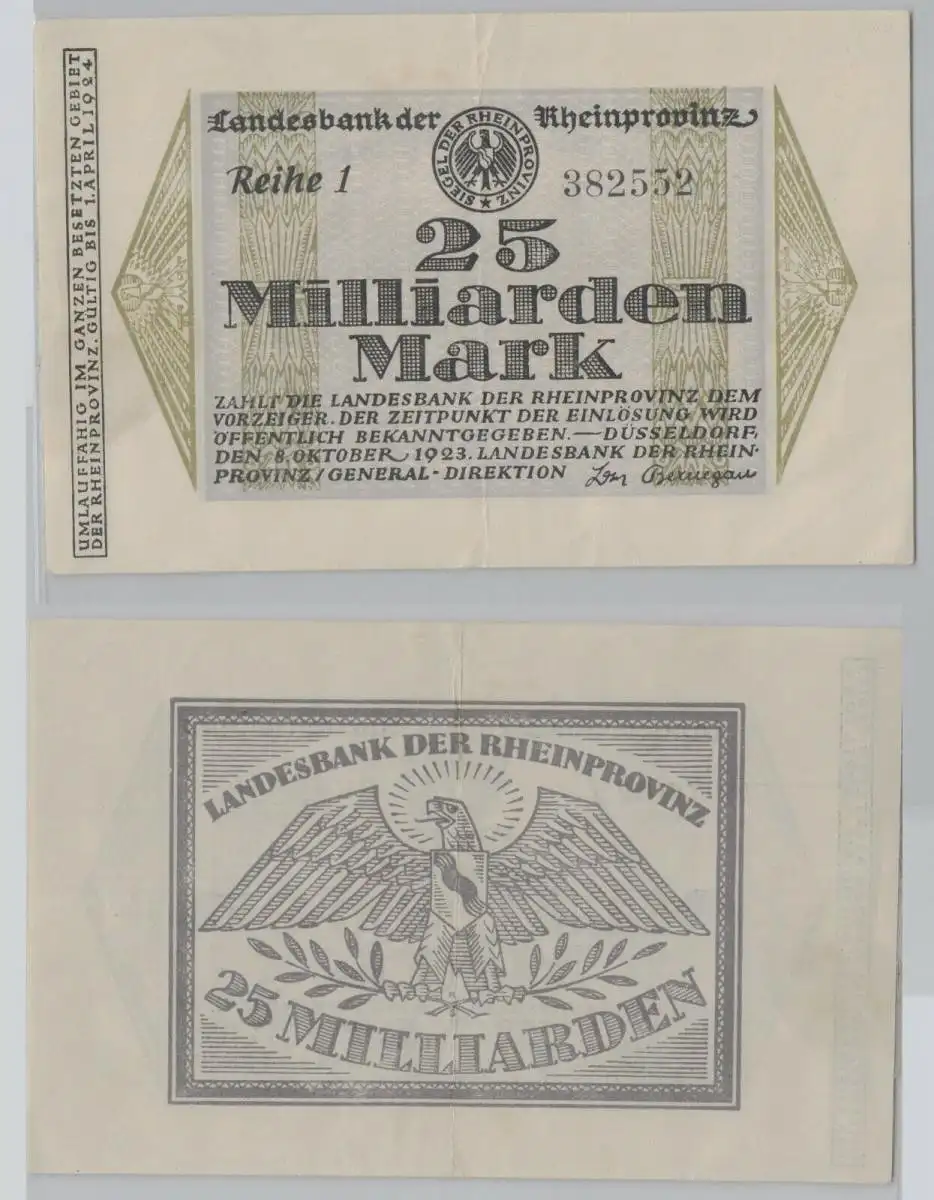 UMLAUFFÄHIG IM GANZEN BESETZTEN GEBIET
DER RHEINPROVINZ. GÜLTIG BIS 1. APRIL 1924
Landesbank der Rheinprovinz
SIEGEL DER RHEINPROVINZ
Reihe 1 382552
25
Milliarden
Mark
ZAHLT DIE LANDESBANK DER RHEINPROVINZ DEM
VORZEIGER. DER ZEITPUNKT DER EINLÖSUNG WIRD
ÖFFENTLICH BEKANNTGEGEBEN.—DÜSSELDORF,
DEN 8. OKTOBER 1923. LANDESBANK DER RHEIN-
PROVINZ/GENERAL-DIREKTION
LANDESBANK DER RHEINPROVINZ
25 MILLIARDEN